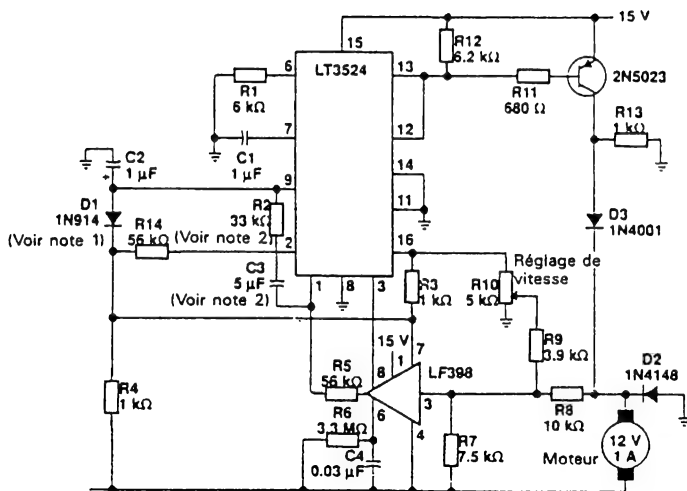 15 V
R12
6.2 kΩ
15
LT3524
6
13
R1
6 kΩ
R11
680 Ω
2N5023
R13
1 kΩ
7
12
C1
1 µF
C2
+
1 µF
14
9
R2
33 kΩ
D1
1N914
(Voir note 1)
R14
56 kΩ
(Voir note 2)
2
11
16
D3
1N4001
Réglage de
vitesse
C3
5 µF
(Voir note 2)
1
8
3
R3
1 kΩ
R10
5 kΩ
15 V
R9
3.9 kΩ
7
1
8
LF398
R5
56 kΩ
D2
1N4148
R4
1 kΩ
6
3
R8
10 kΩ
R6
3.3 MΩ
4
R7
7.5 kΩ
C4
0.03 µF
Moteur
12 V
1 A